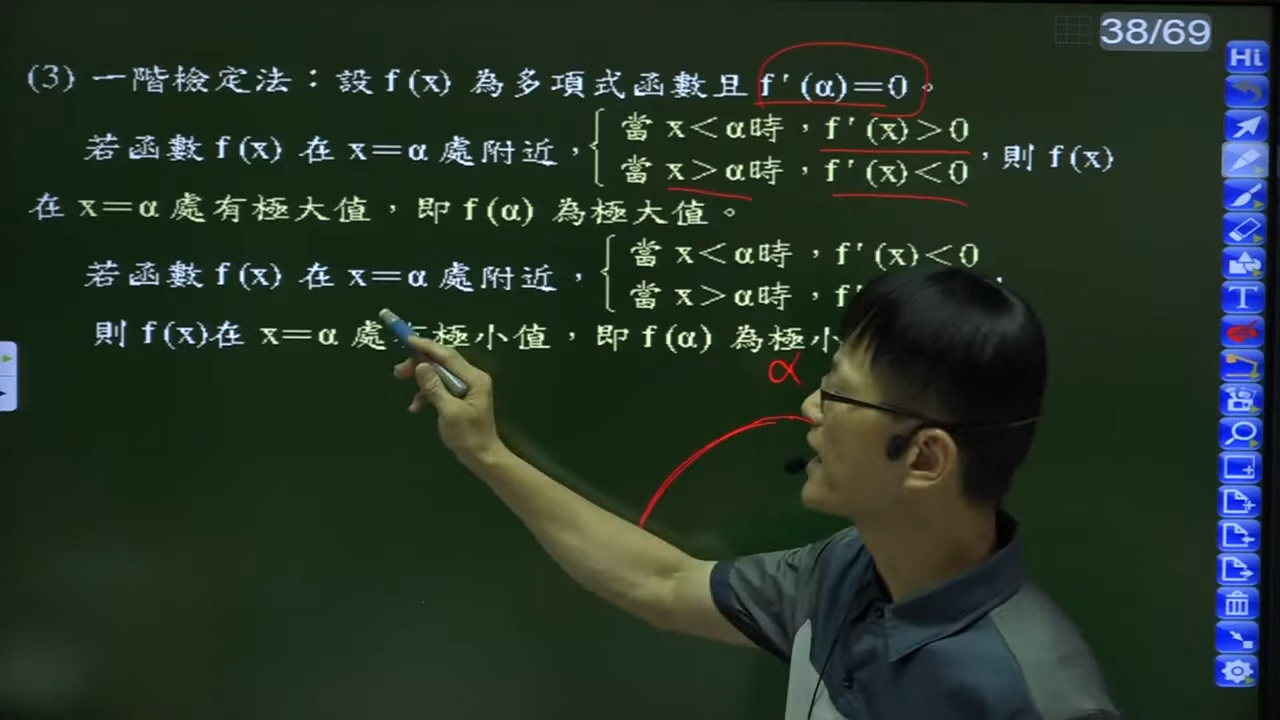 38/69
(3) 一階檢定法：設 f(x) 為多項式函數且 f'(α)=0。
當 x<α時，f'(x)>0
若函數 f(x) 在 x=α 處附近，
當 x>α時，f'(x)<0
，則 f(x)
在 x=α 處有極大值，即 f(α) 為極大值。
當 x<α時，f'(x)<0
若函數 f(x) 在 x=α 處附近，
當 x>α時，f'
則 f(x)在 x=α 處有極小值，即 f(α) 為極小
α
Hi
T